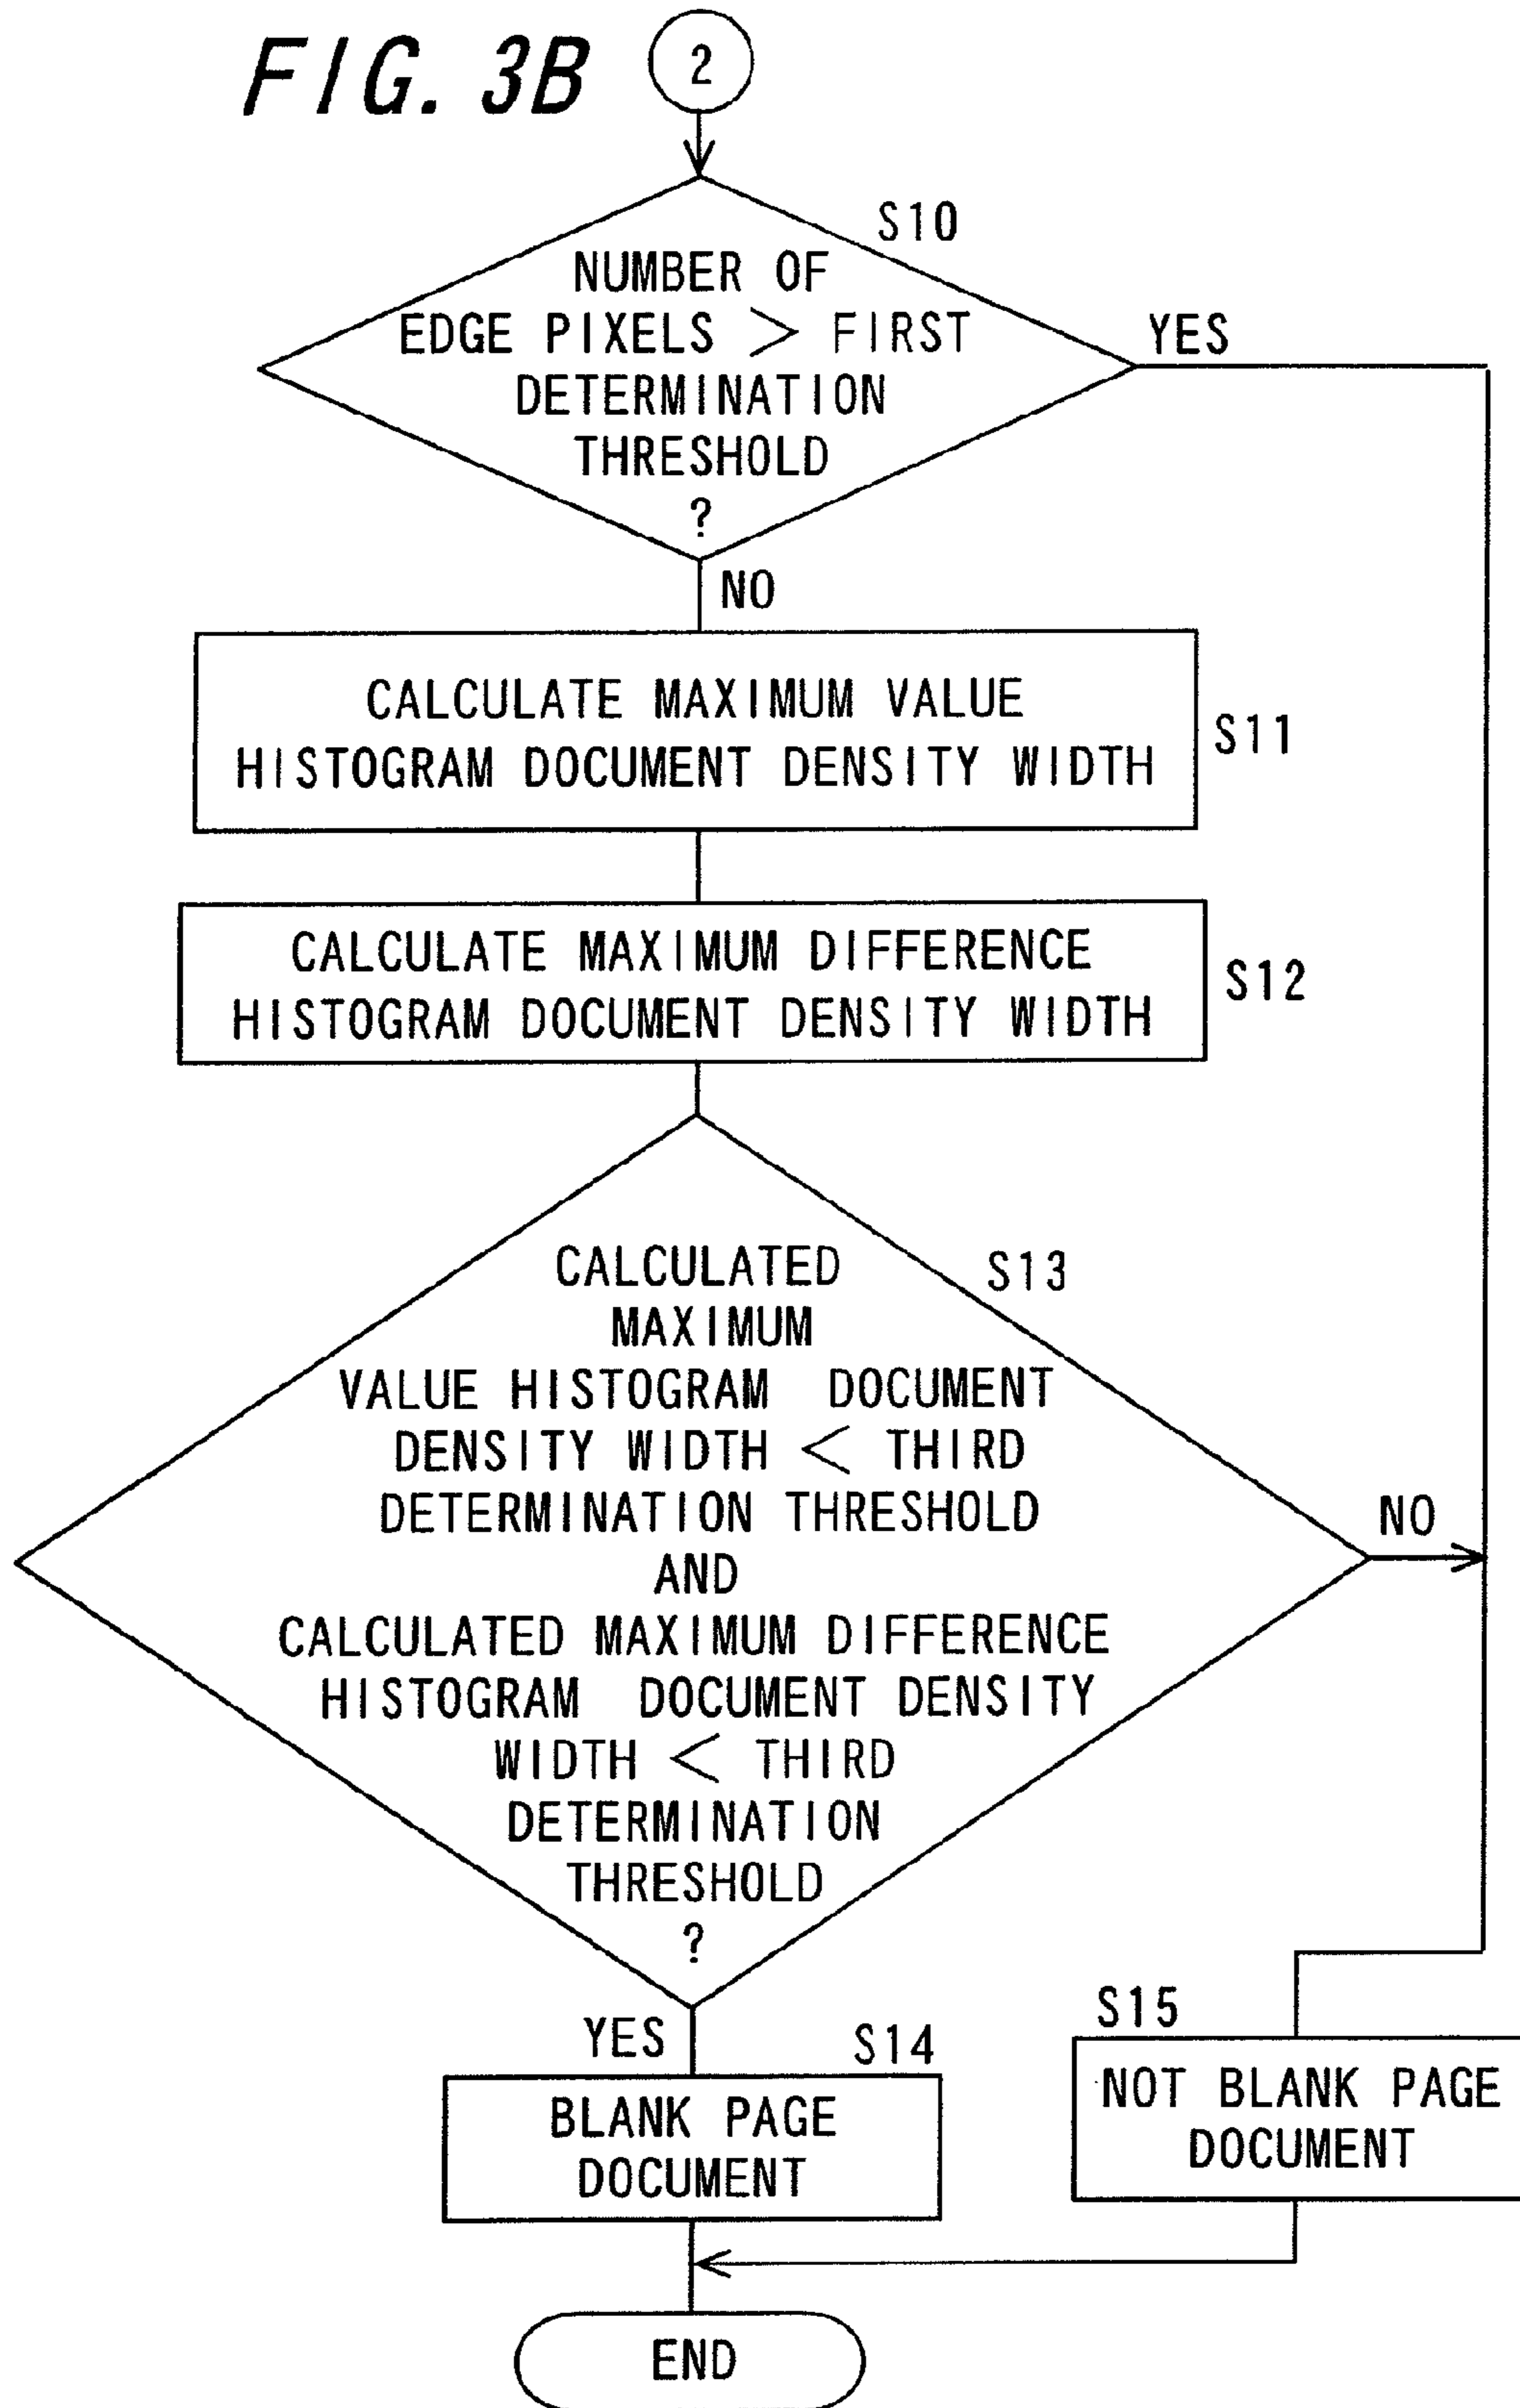 FIG. 3B
2
S10
NUMBER OF
EDGE PIXELS > FIRST
DETERMINATION
THRESHOLD
?
YES
NO
CALCULATE MAXIMUM VALUE
HISTOGRAM DOCUMENT DENSITY WIDTH
S11
CALCULATE MAXIMUM DIFFERENCE
HISTOGRAM DOCUMENT DENSITY WIDTH
S12
S13
CALCULATED
MAXIMUM
VALUE HISTOGRAM DOCUMENT
DENSITY WIDTH < THIRD
DETERMINATION THRESHOLD
AND
CALCULATED MAXIMUM DIFFERENCE
HISTOGRAM DOCUMENT DENSITY
WIDTH < THIRD
DETERMINATION
THRESHOLD
?
NO
YES
S14
BLANK PAGE
DOCUMENT
S15
NOT BLANK PAGE
DOCUMENT
END